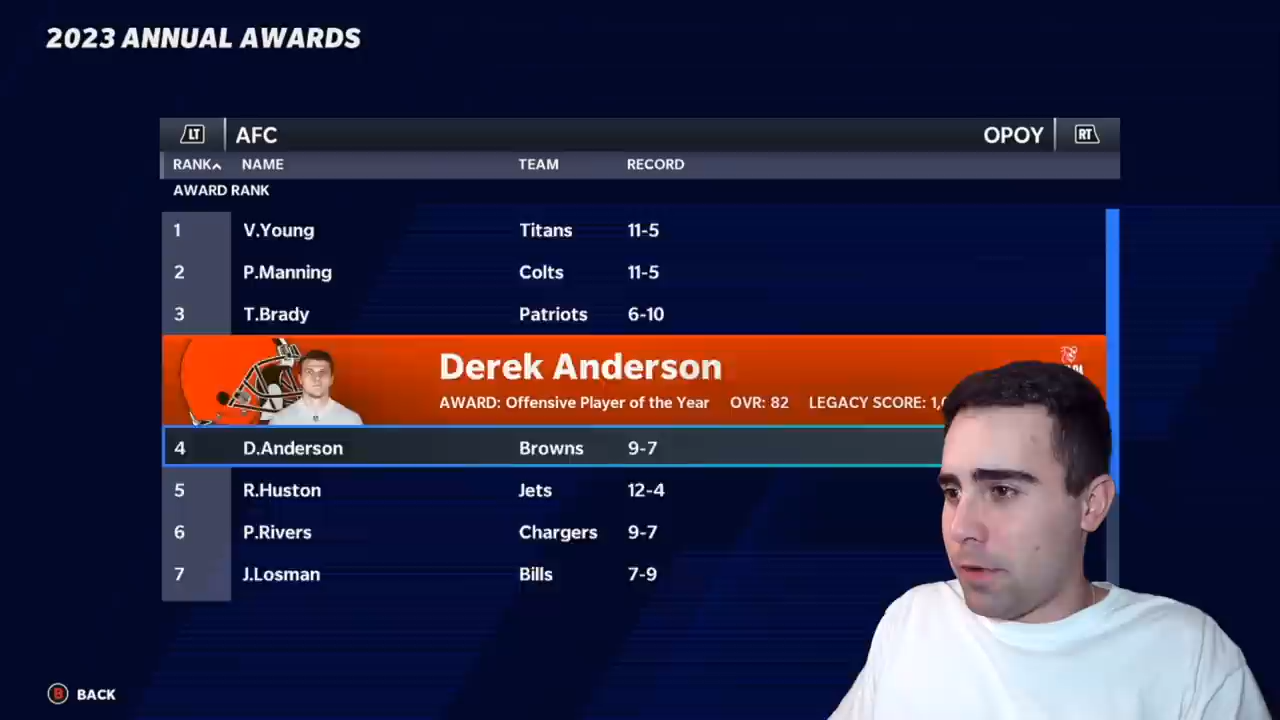 2023 ANNUAL AWARDS
LT AFC OPOY RT
RANK NAME TEAM RECORD
AWARD RANK
1 V.Young Titans 11-5
2 P.Manning Colts 11-5
3 T.Brady Patriots 6-10
Derek Anderson
AWARD: Offensive Player of the Year OVR: 82 LEGACY SCORE:
4 D.Anderson Browns 9-7
5 R.Huston Jets 12-4
6 P.Rivers Chargers 9-7
7 J.Losman Bills 7-9
B BACK